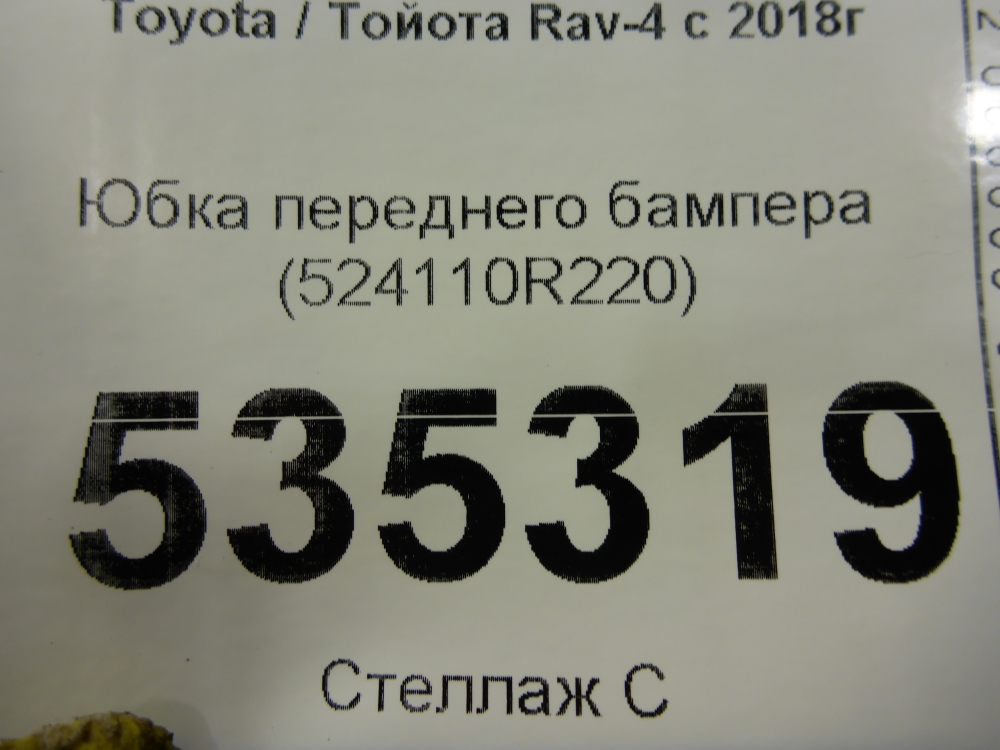 Toyota / Тойота Rav-4 с 2018г
Юбка переднего бампера
(524110R220)
535319
Стеллаж С